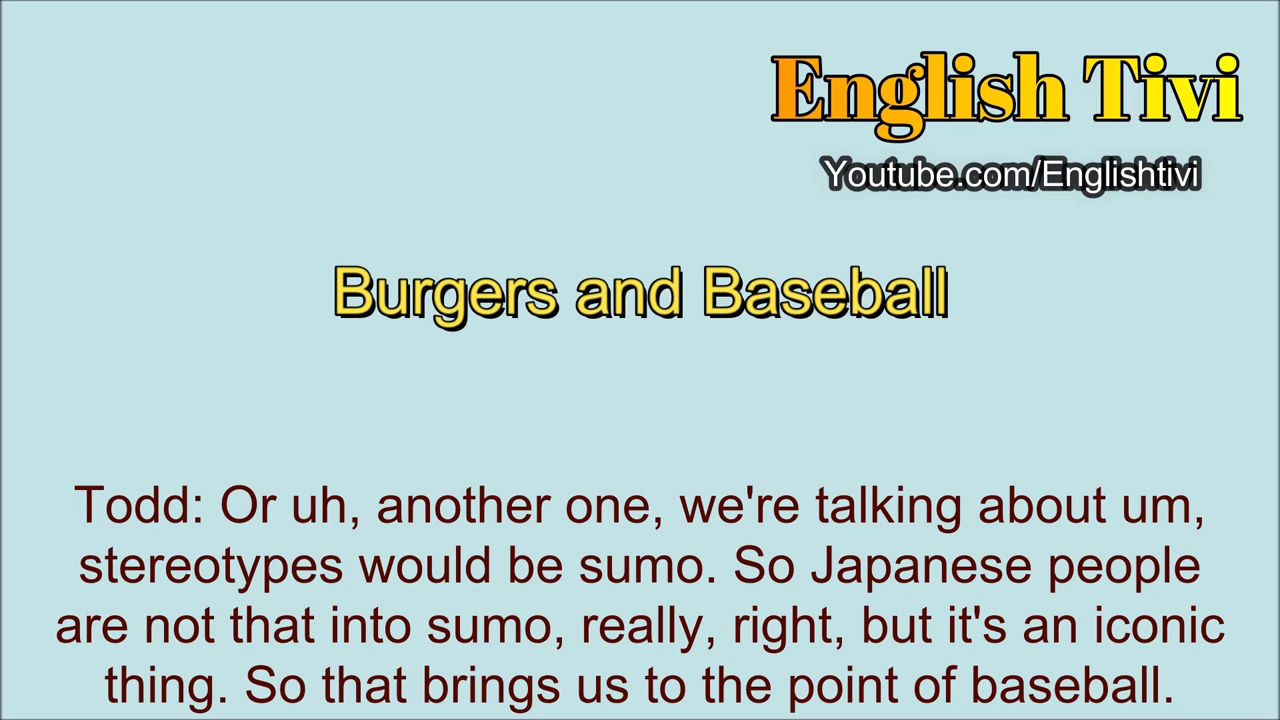 English Tivi
Youtube.com/Englishtivi
Burgers and Baseball
Todd: Or uh, another one, we're talking about um,
stereotypes would be sumo. So Japanese people
are not that into sumo, really, right, but it's an iconic
thing. So that brings us to the point of baseball.